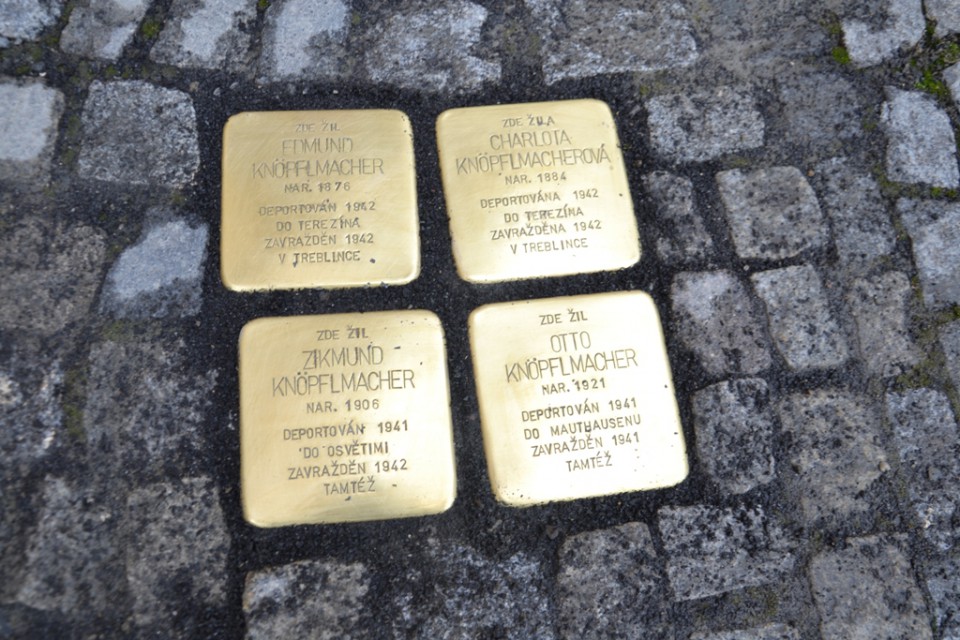 ZDE ŽIL
EDMUND
KNÖPFLMACHER
NAR. 1876
DEPORTOVÁN 1942
DO TEREZÍNA
ZAVRAŽDĚN 1942
V TREBLINCE
ZDE ŽILA
CHARLOTA
KNÖPFLMACHEROVÁ
NAR. 1884
DEPORTOVÁNA 1942
DO TEREZÍNA
ZAVRAŽDĚNA 1942
V TREBLINCE
ZDE ŽIL
ZIKMUND
KNÖPFLMACHER
NAR. 1906
DEPORTOVÁN 1941
DO OSVĚTIMI
ZAVRAŽDĚN 1942
TAMTÉŽ
ZDE ŽIL
OTTO
KNÖPFLMACHER
NAR. 1921
DEPORTOVÁN 1941
DO MAUTHAUSENU
ZAVRAŽDĚN 1941
TAMTÉŽ